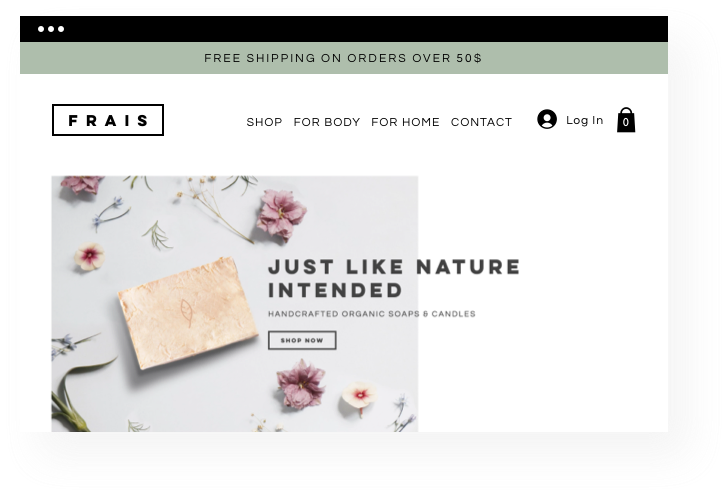 FREE SHIPPING ON ORDERS OVER 50$
FRAIS
SHOP FOR BODY FOR HOME CONTACT
Log In
0
JUST LIKE NATURE
INTENDED
HANDCRAFTED ORGANIC SOAPS & CANDLES
SHOP NOW